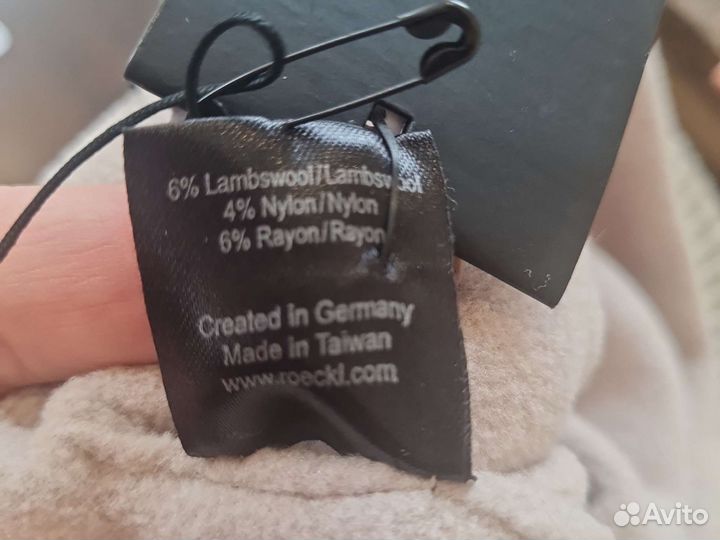 6% Lambswool/Lambswool
4% Nylon/Nylon
6% Rayon/Rayon
Created in Germany
Made in Taiwan
www.roeckl.com
Avito